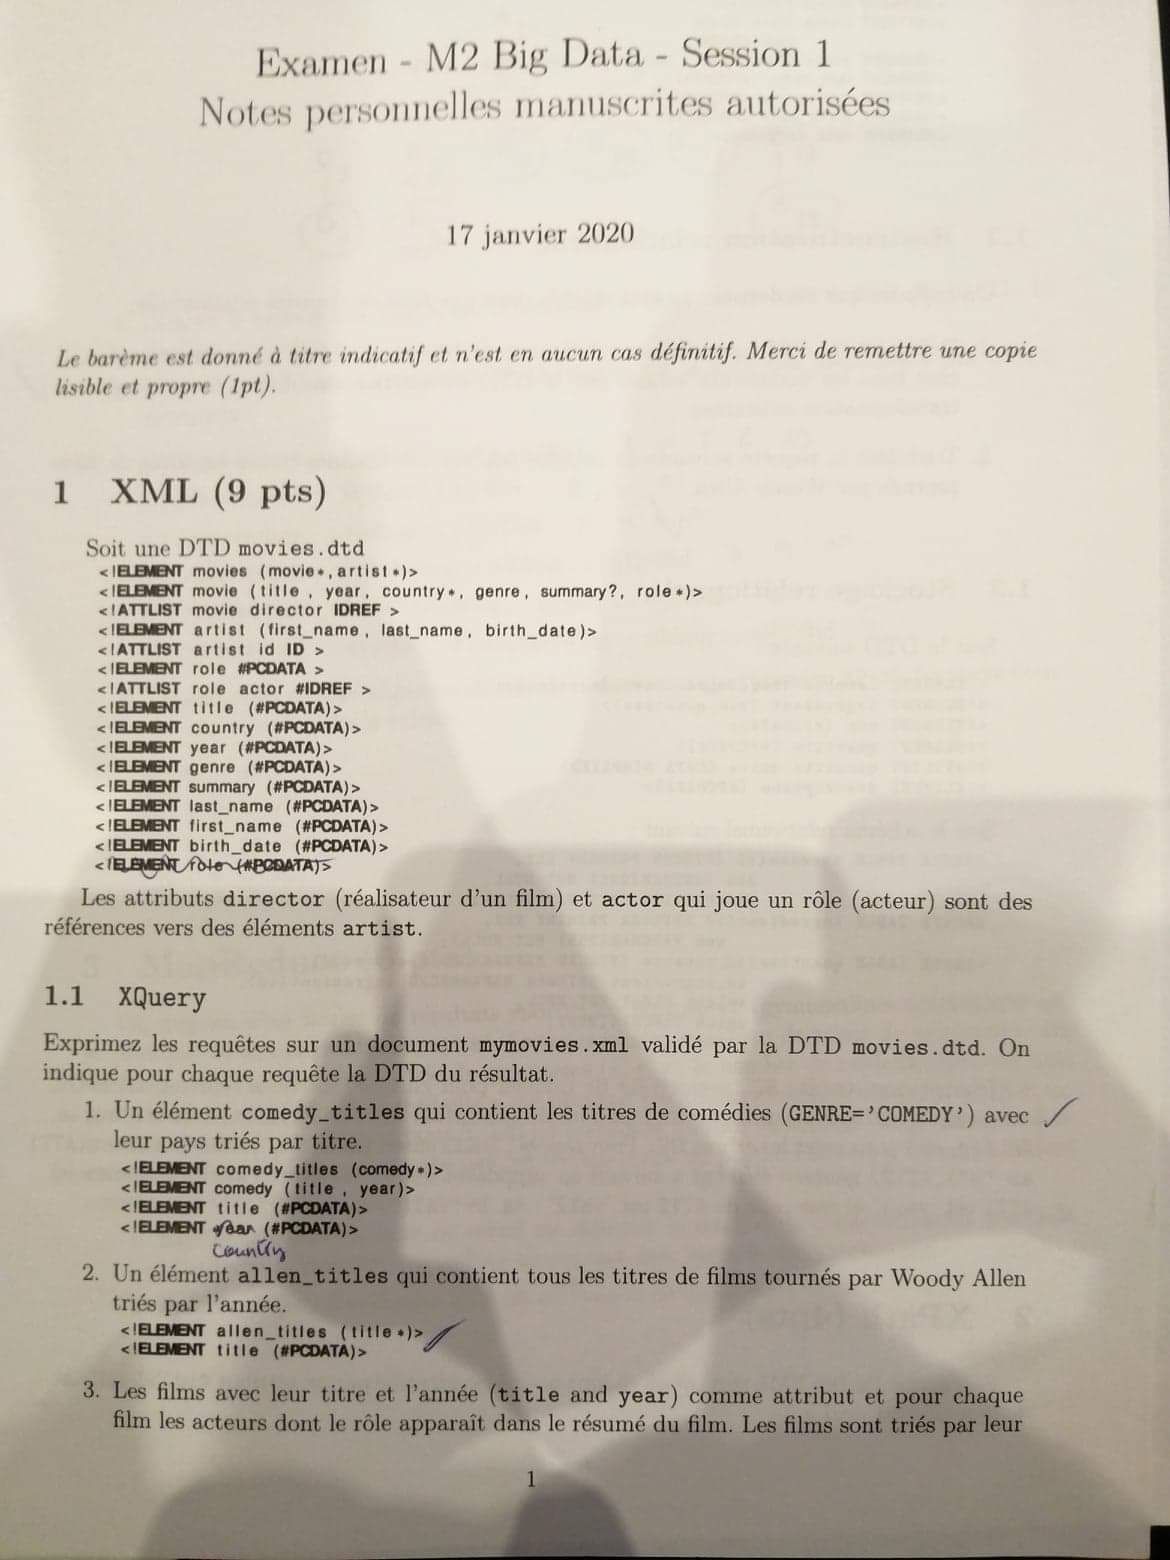 Examen - M2 Big Data - Session 1
Notes personnelles manuscrites autorisées
17 janvier 2020
Le barème est donné à titre indicatif et n'est en aucun cas définitif. Merci de remettre une copie
lisible et propre (1pt).
1 XML (9 pts)
Soit une DTD movies.dtd
<!ELEMENT movies (movie*,artist*)>
<!ELEMENT movie (title, year, country*, genre, summary?, role*)>
<!ATTLIST movie director IDREF >
<!ELEMENT artist (first_name, last_name, birth_date)>
<!ATTLIST artist id ID >
<!ELEMENT role #PCDATA >
<!ATTLIST role actor #IDREF >
<!ELEMENT title (#PCDATA)>
<!ELEMENT country (#PCDATA)>
<!ELEMENT year (#PCDATA)>
<!ELEMENT genre (#PCDATA)>
<!ELEMENT summary (#PCDATA)>
<!ELEMENT last_name (#PCDATA)>
<!ELEMENT first_name (#PCDATA)>
<!ELEMENT birth_date (#PCDATA)>
<!ELEMENT role (#PCDATA)>
Les attributs director (réalisateur d'un film) et actor qui joue un rôle (acteur) sont des
références vers des éléments artist.
1.1 XQuery
Exprimez les requêtes sur un document mymovies.xml validé par la DTD movies.dtd. On
indique pour chaque requête la DTD du résultat.
1. Un élément comedy_titles qui contient les titres de comédies (GENRE='COMEDY') avec
leur pays triés par titre.
<!ELEMENT comedy_titles (comedy*)>
<!ELEMENT comedy (title, year)>
<!ELEMENT title (#PCDATA)>
<!ELEMENT year (#PCDATA)>
country
2. Un élément allen_titles qui contient tous les titres de films tournés par Woody Allen
triés par l'année.
<!ELEMENT allen_titles (title*)>
<!ELEMENT title (#PCDATA)>
3. Les films avec leur titre et l'année (title and year) comme attribut et pour chaque
film les acteurs dont le rôle apparaît dans le résumé du film. Les films sont triés par leur
1